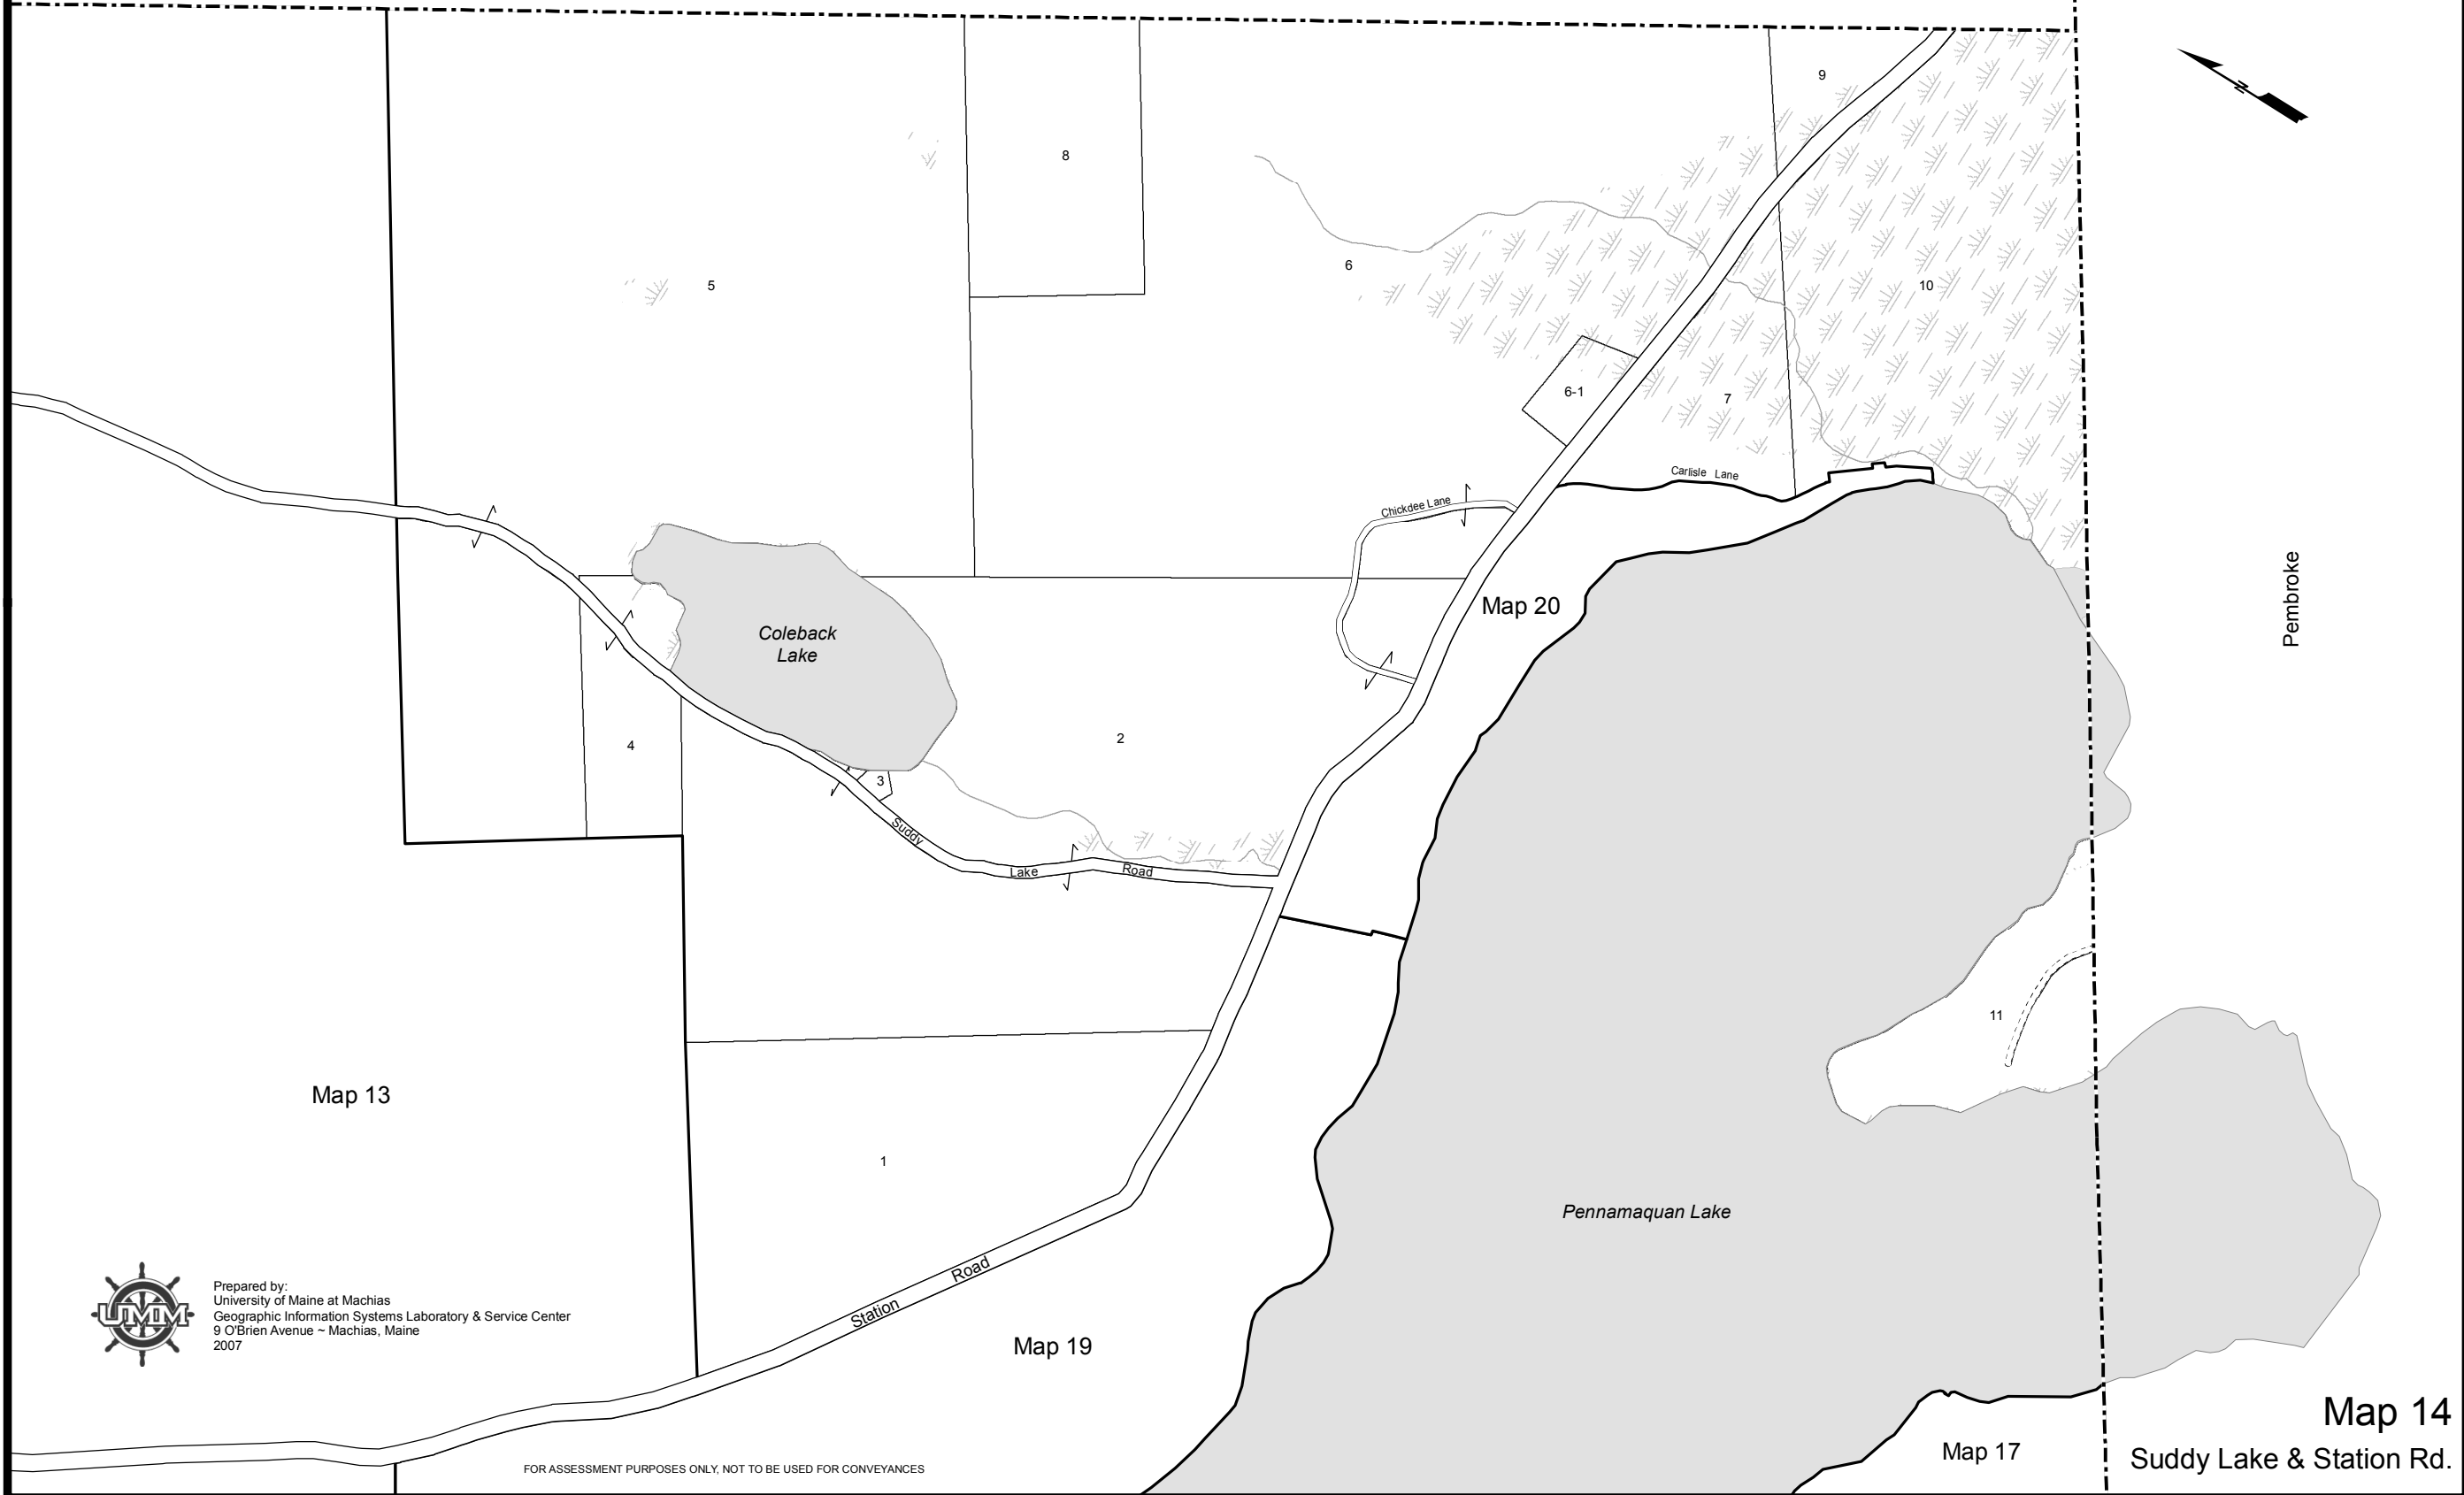 9
8
5
6
10
6-1
7
Carlisle Lane
Chickdee Lane
Pembroke
Map 20
Coleback
Lake
2
4
3
Suddy
Lake
Road
11
Map 13
1
Pennamaquan Lake
Road
Station
UMM
Prepared by:
University of Maine at Machias
Geographic Information Systems Laboratory & Service Center
9 O'Brien Avenue ~ Machias, Maine
2007
Map 19
Map 14
Map 17
Suddy Lake & Station Rd.
FOR ASSESSMENT PURPOSES ONLY, NOT TO BE USED FOR CONVEYANCES
N